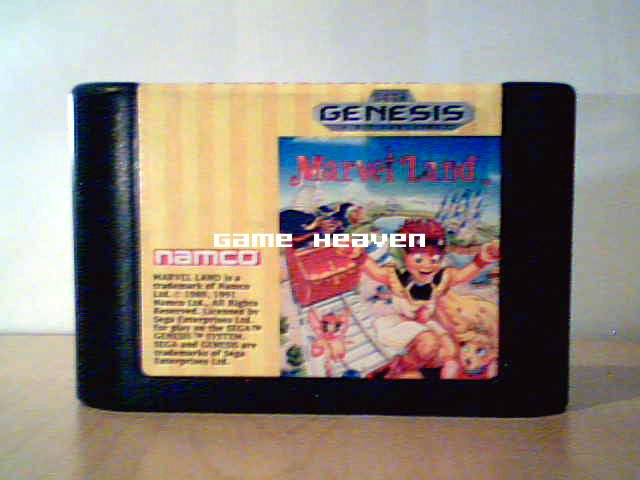 SEGA
GENESIS
Marvel Land
Game Heaven
namco
MARVEL LAND is a
trademark of Namco
Ltd. © 1989, 1991
Namco Ltd., All Rights
Reserved. Licensed by
Sega Enterprises Ltd.
for play on the SEGA™
GENESIS™ SYSTEM.
SEGA and GENESIS are
trademarks of Sega
Enterprises Ltd.